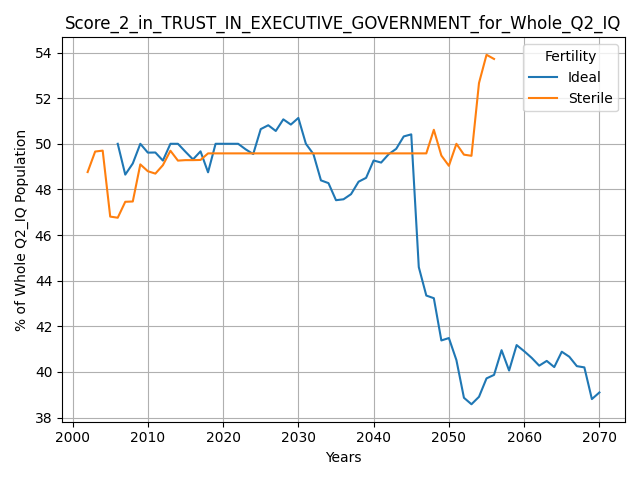 Score_2_in_TRUST_IN_EXECUTIVE_GOVERNMENT_for_Whole_Q2_IQ
Fertility
Ideal
Sterile
% of Whole Q2_IQ Population
54
52
50
48
46
44
42
40
38
2000
2010
2020
2030
2040
2050
2060
2070
Years